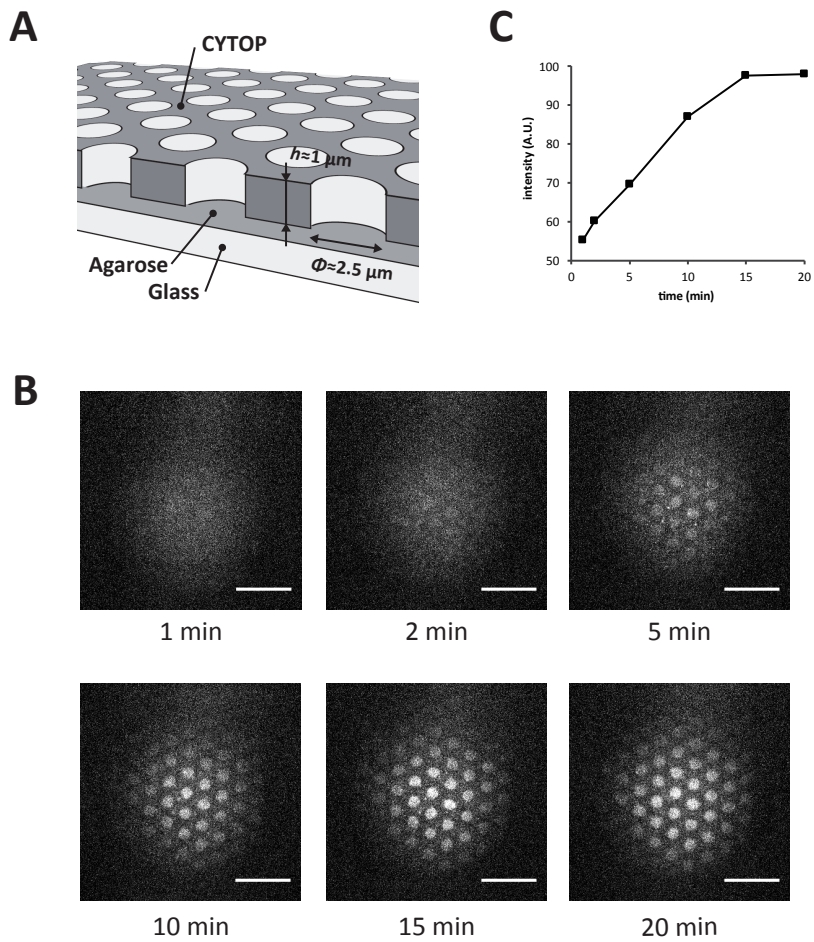 A
CYTOP
h≈1 μm
Agarose
Glass
Φ≈2.5 μm
C
100
90
80
70
60
50
intensity (A.U.)
0 5 10 15 20
time (min)
B
1 min 2 min 5 min
10 min 15 min 20 min